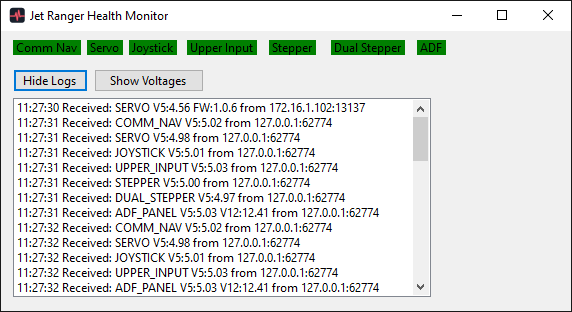 Jet Ranger Health Monitor
Comm Nav Servo Joystick Upper Input Stepper Dual Stepper ADF
Hide Logs Show Voltages
11:27:30 Received: SERVO V5:4.56 FW:1.0.6 from 172.16.1.102:13137
11:27:31 Received: COMM_NAV V5:5.02 from 127.0.0.1:62774
11:27:31 Received: SERVO V5:4.98 from 127.0.0.1:62774
11:27:31 Received: JOYSTICK V5:5.01 from 127.0.0.1:62774
11:27:31 Received: UPPER_INPUT V5:5.03 from 127.0.0.1:62774
11:27:31 Received: STEPPER V5:5.00 from 127.0.0.1:62774
11:27:31 Received: DUAL_STEPPER V5:4.97 from 127.0.0.1:62774
11:27:31 Received: ADF_PANEL V5:5.03 V12:12.41 from 127.0.0.1:62774
11:27:32 Received: COMM_NAV V5:5.02 from 127.0.0.1:62774
11:27:32 Received: SERVO V5:4.98 from 127.0.0.1:62774
11:27:32 Received: JOYSTICK V5:5.01 from 127.0.0.1:62774
11:27:32 Received: UPPER_INPUT V5:5.03 from 127.0.0.1:62774
11:27:32 Received: ADF_PANEL V5:5.03 V12:12.41 from 127.0.0.1:62774